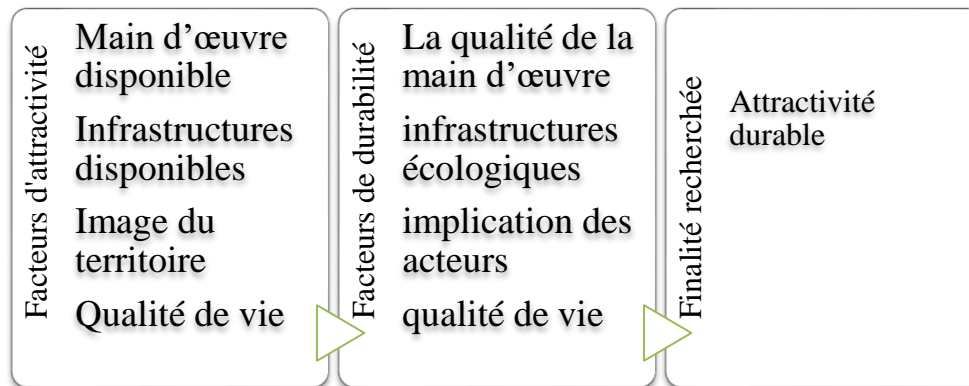 Facteurs d'attractivité
Main d’œuvre
disponible
Infrastructures
disponibles
Image du
territoire
Qualité de vie
Facteurs de durabilité
La qualité de la
main d’œuvre
infrastructures
écologiques
implication des
acteurs
qualité de vie
Finalité recherchée
Attractivité
durable